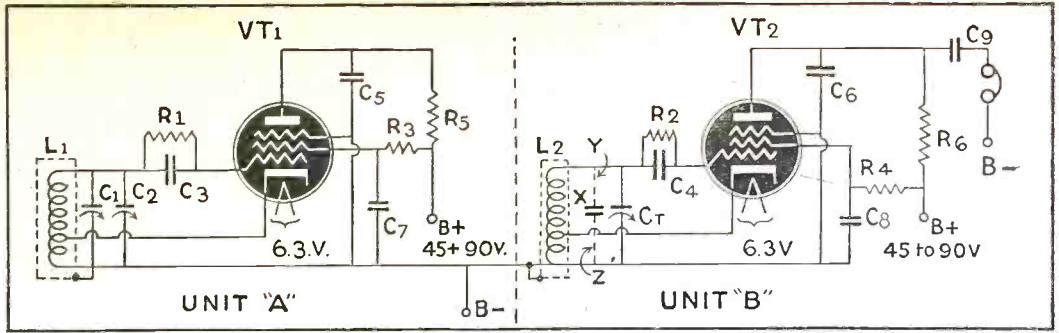 VT1
VT2
C9
C5
C6
R1
R5
R2
R3
R6
L1
L2
Y
B-
C1
C2
C3
X
C4
R4
CT
C7
C8
B+
B+
6.3.V.
45+90V.
6.3V
45 to 90V
Z
UNIT "A"
B-
UNIT "B"